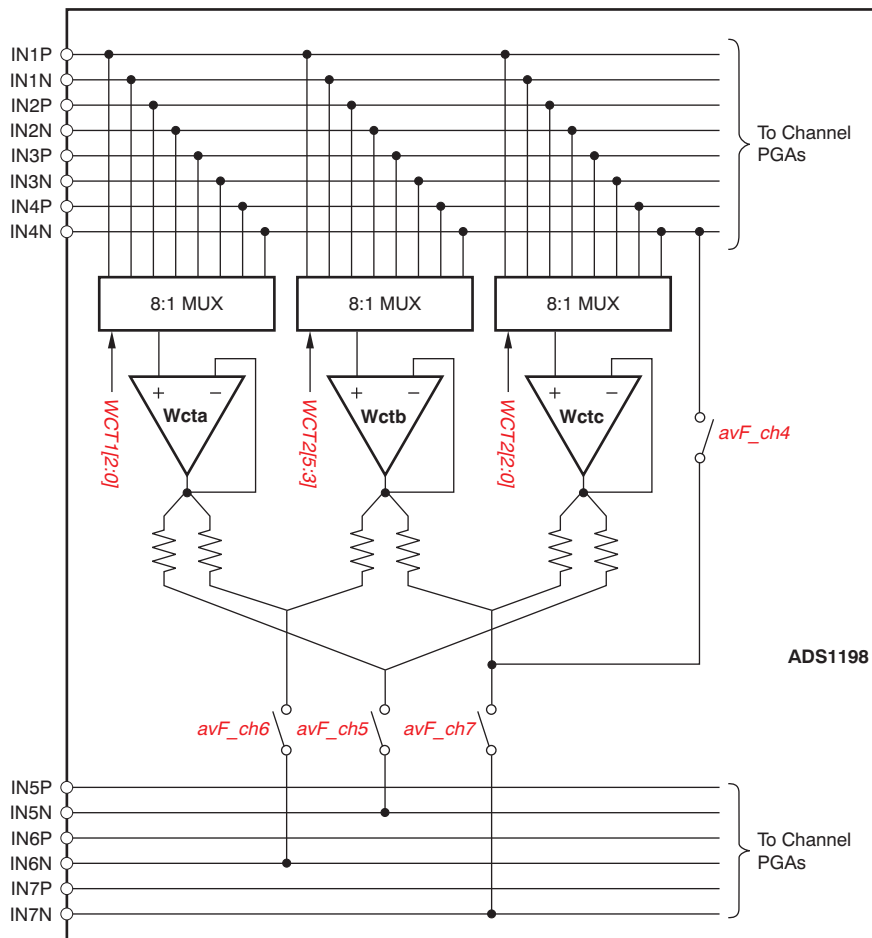 IN1P
IN1N
IN2P
IN2N
IN3P
IN3N
IN4P
IN4N
To Channel
PGAs
8:1 MUX
8:1 MUX
8:1 MUX
WCT1[2:0]
+
−
Wcta
WCT2[5:3]
+
−
Wctb
WCT2[2:0]
+
−
Wctc
avF_ch4
ADS1198
avF_ch6
avF_ch5
avF_ch7
IN5P
IN5N
IN6P
IN6N
IN7P
IN7N
To Channel
PGAs